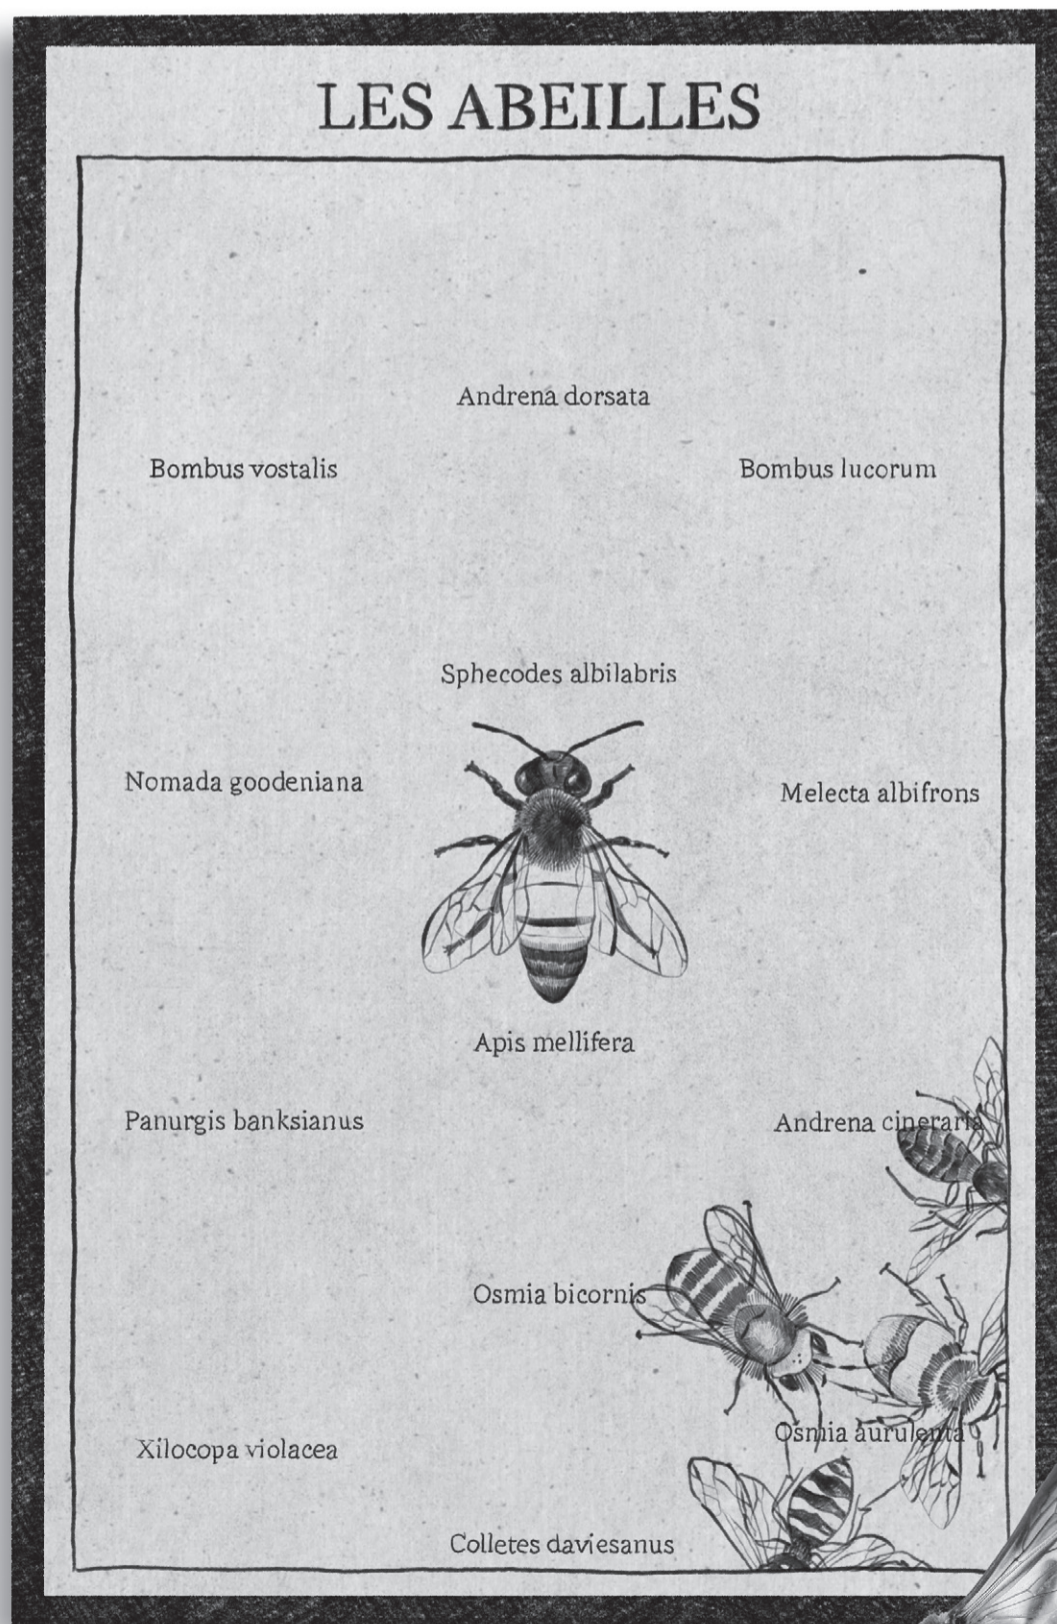 LES ABEILLES
Andrena dorsata
Bombus vostalis
Bombus lucorum
Sphecodes albilabris
Nomada goodeniana
Melecta albifrons
Apis mellifera
Panurgis banksianus
Andrena cineraria
Osmia bicornis
Osmia aurulenta
Xilocopa violacea
Colletes daviesanus